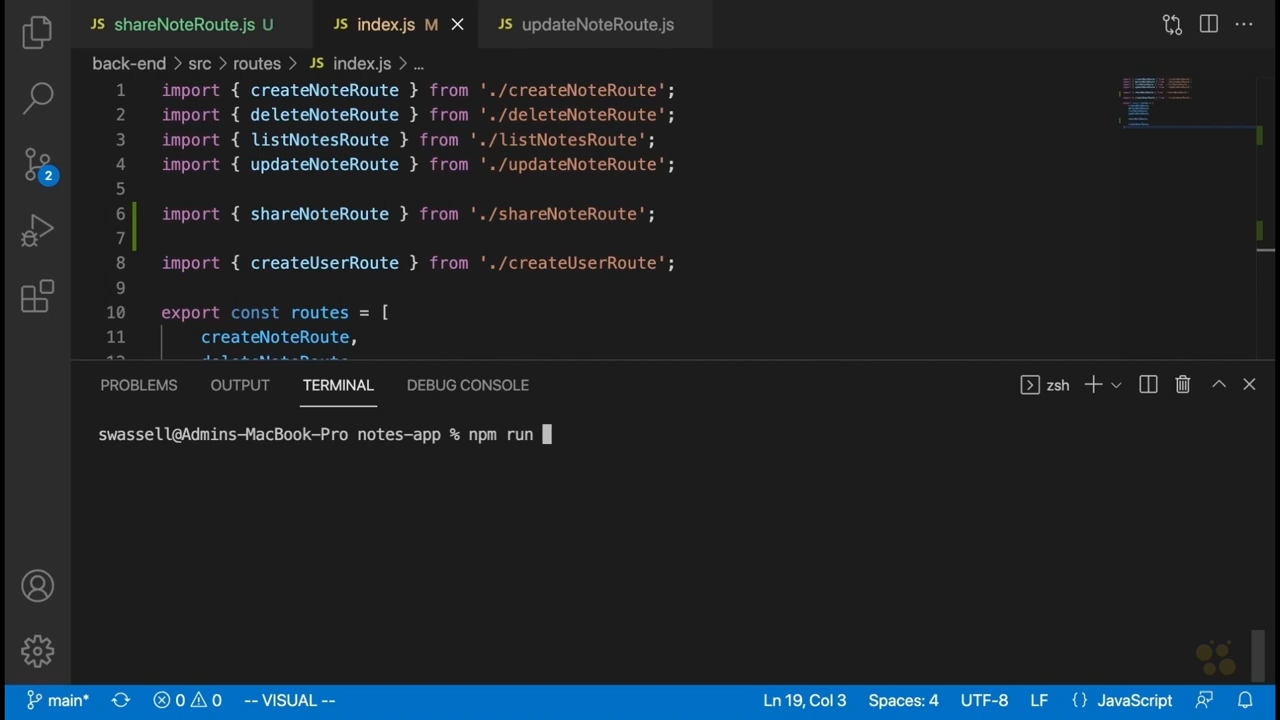 JS shareNoteRoute.js U JS index.js M JS updateNoteRoute.js
back-end > src > routes > JS index.js > ...
1 import { createNoteRoute } from './createNoteRoute';
2 import { deleteNoteRoute } from './deleteNoteRoute';
3 import { listNotesRoute } from './listNotesRoute';
4 import { updateNoteRoute } from './updateNoteRoute';
5
6 import { shareNoteRoute } from './shareNoteRoute';
7
8 import { createUserRoute } from './createUserRoute';
9
10 export const routes = [
11 createNoteRoute,
12 deleteNoteRoute
2
PROBLEMS OUTPUT TERMINAL DEBUG CONSOLE zsh
swassell@Admins-MacBook-Pro notes-app % npm run
main* 0 0 -- VISUAL -- Ln 19, Col 3 Spaces: 4 UTF-8 LF {} JavaScript